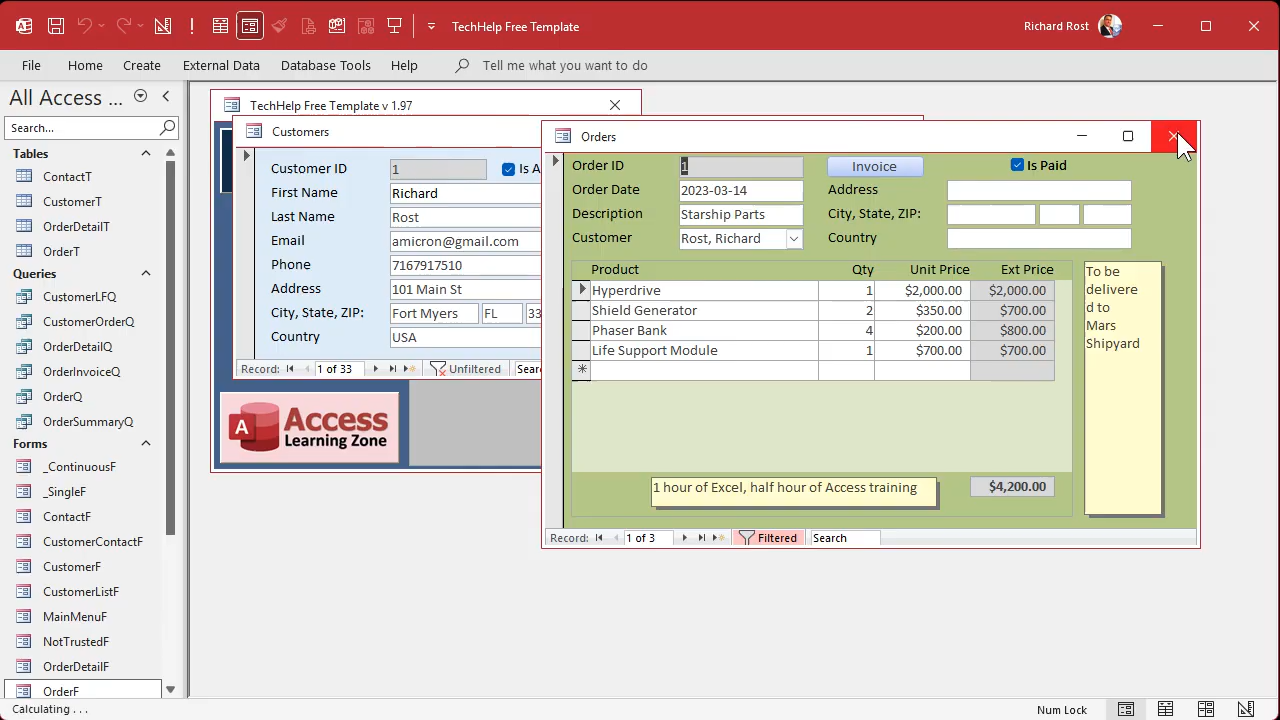 TechHelp Free Template
Richard Rost
File
Home
Create
External Data
Database Tools
Help
Tell me what you want to do
All Access ...
Search...
Tables
ContactT
CustomerT
OrderDetailT
OrderT
Queries
CustomerLFQ
CustomerOrderQ
OrderDetailQ
OrderInvoiceQ
OrderQ
OrderSummaryQ
Forms
_ContinuousF
_SingleF
ContactF
CustomerContactF
CustomerF
CustomerListF
MainMenuF
NotTrustedF
OrderDetailF
OrderF
TechHelp Free Template v 1.97
Customers
Customer ID 1 Is A
First Name Richard
Last Name Rost
Email amicron@gmail.com
Phone 7167917510
Address 101 Main St
City, State, ZIP: Fort Myers FL 33
Country USA
Record: 1 of 33 Unfiltered Sear
A Access
Learning Zone
Orders
Order ID 1 Invoice Is Paid
Order Date 2023-03-14 Address
Description Starship Parts City, State, ZIP:
Customer Rost, Richard Country
Product Qty Unit Price Ext Price
Hyperdrive 1 $2,000.00 $2,000.00
Shield Generator 2 $350.00 $700.00
Phaser Bank 4 $200.00 $800.00
Life Support Module 1 $700.00 $700.00
To be
delivere
d to
Mars
Shipyard
1 hour of Excel, half hour of Access training $4,200.00
Record: 1 of 3 Filtered Search
Calculating . . .
Num Lock